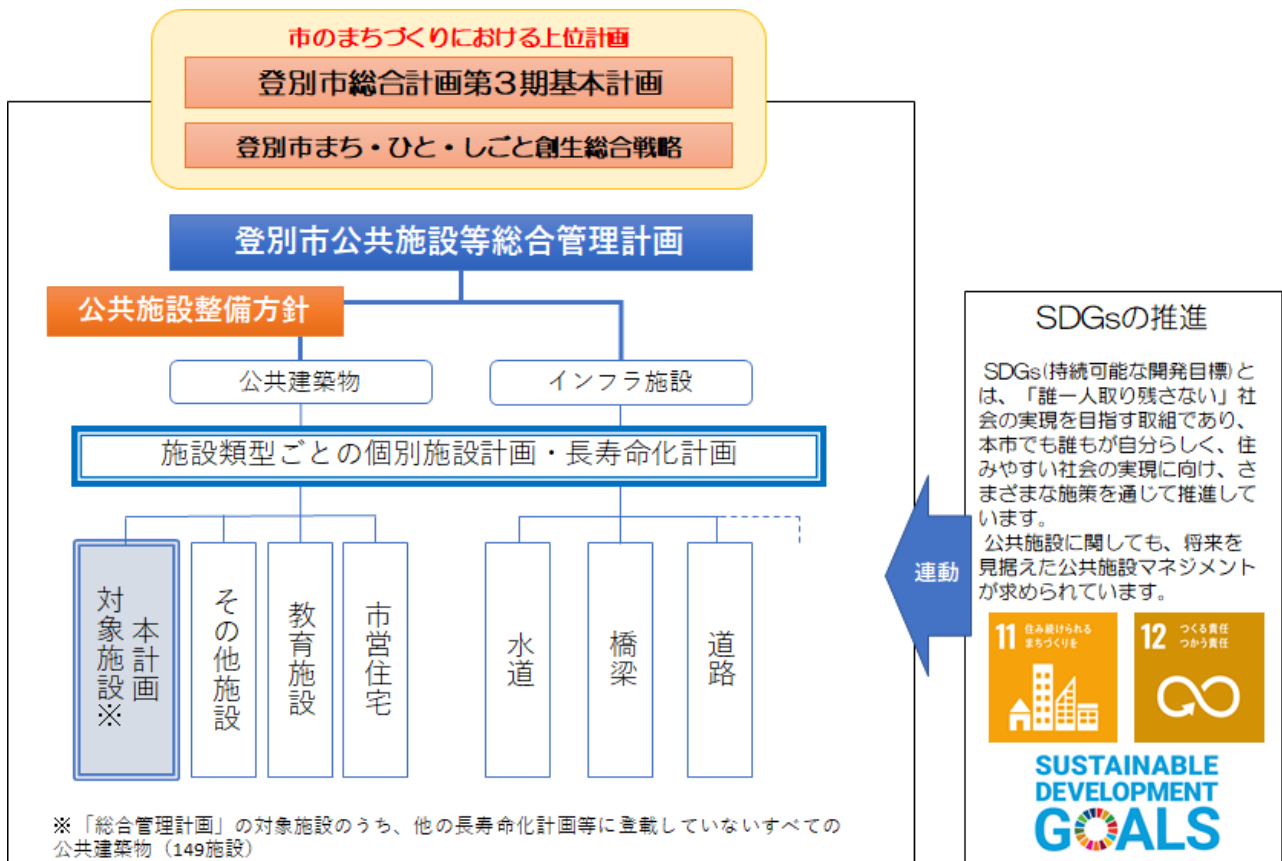 市のまちづくりにおける上位計画
登別市総合計画第3期基本計画
登別市まち・ひと・しごと創生総合戦略
登別市公共施設等総合管理計画
公共施設整備方針
公共建築物
インフラ施設
施設類型ごとの個別施設計画・長寿命化計画
本計画
対象施設※
その他施設
教育施設
市営住宅
水道
橋梁
道路
※「総合管理計画」の対象施設のうち、他の長寿命化計画等に登載していないすべての
公共建築物（149施設）
連動
SDGsの推進
SDGs(持続可能な開発目標)と
は、「誰一人取り残さない」社
会の実現を目指す取組であり、
本市でも誰もが自分らしく、住
みやすい社会の実現に向け、さ
まざまな施策を通じて推進して
います。
公共施設に関しても、将来を
見据えた公共施設マネジメント
が求められています。
11 住み続けられる
まちづくりを
12 つくる責任
つかう責任
SUSTAINABLE
DEVELOPMENT
GOALS